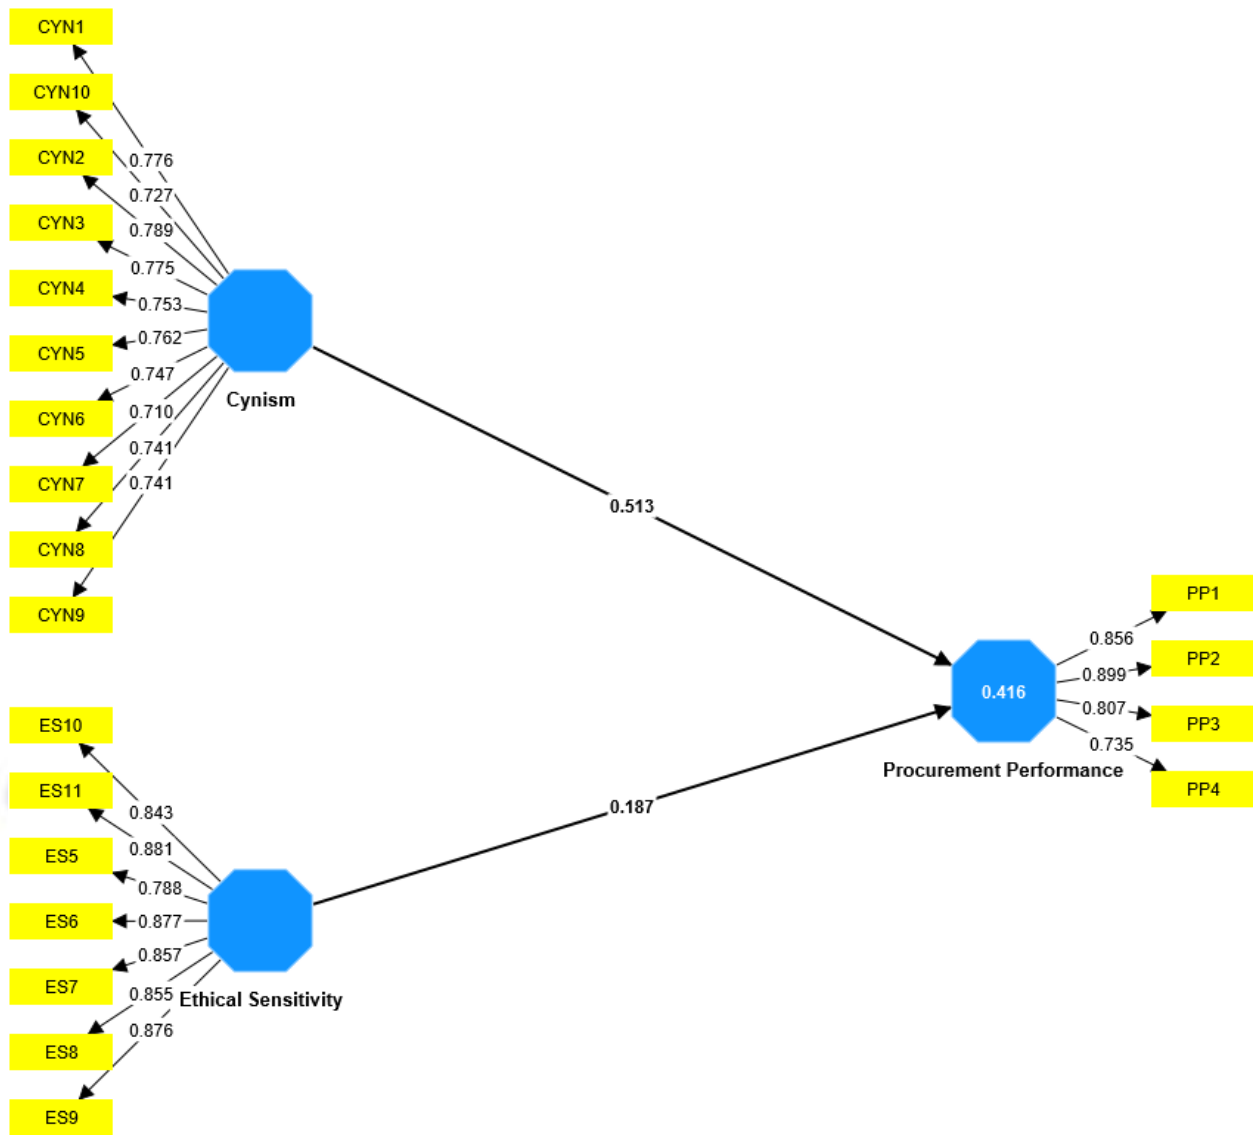 CYN1
CYN10
CYN2
CYN3
CYN4
CYN5
CYN6
CYN7
CYN8
CYN9
0.776
0.727
0.789
0.775
0.753
0.762
0.747
0.710
0.741
0.741
Cynism
0.513
ES10
ES11
ES5
ES6
ES7
ES8
ES9
0.843
0.881
0.788
0.877
0.857
0.855
0.876
Ethical Sensitivity
0.187
0.416
Procurement Performance
0.856
0.899
0.807
0.735
PP1
PP2
PP3
PP4